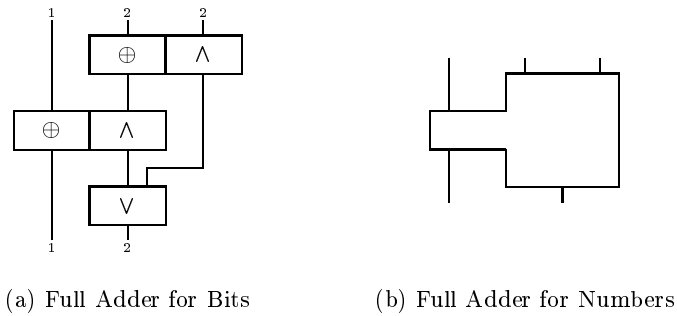 1 2 2
⊕ ∧
⊕ ∧
∨
1 2
(a) Full Adder for Bits
(b) Full Adder for Numbers